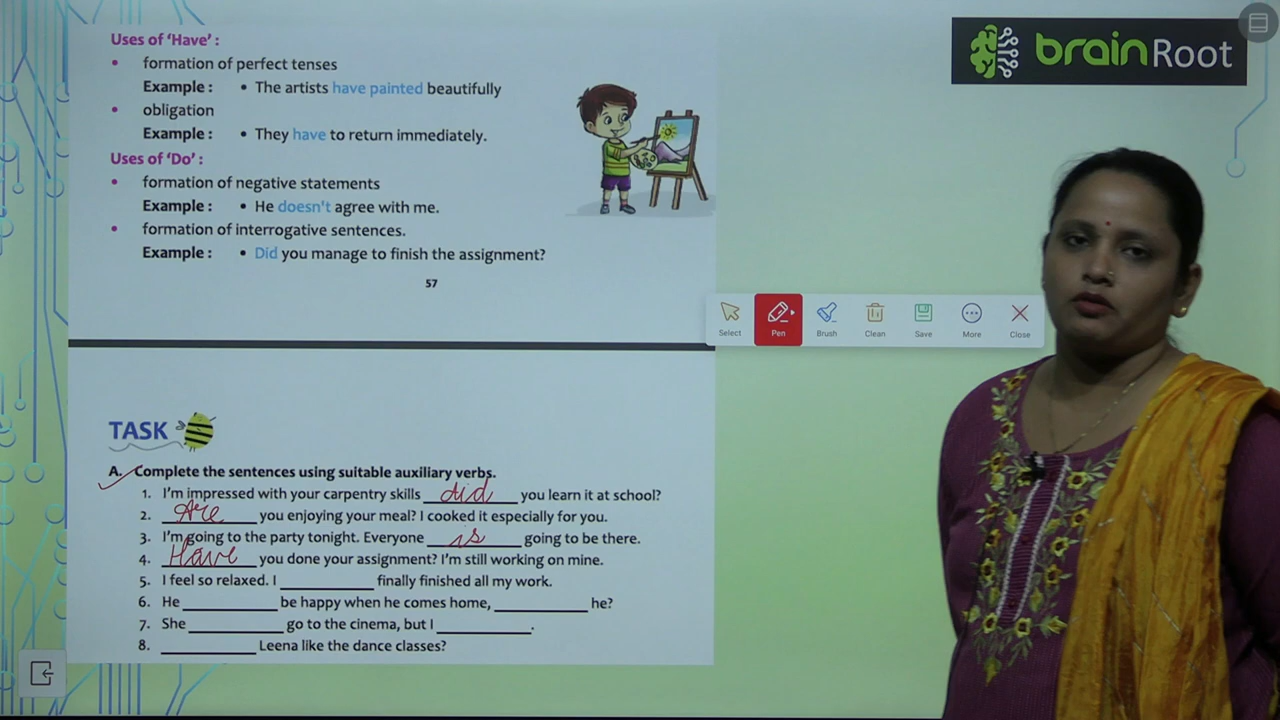 brainRoot
Uses of 'Have' :
• formation of perfect tenses
Example : • The artists have painted beautifully
• obligation
Example : • They have to return immediately.
Uses of 'Do' :
• formation of negative statements
Example : • He doesn't agree with me.
• formation of interrogative sentences.
Example : • Did you manage to finish the assignment?
57
Select Pen Brush Clean Save More Close
TASK
A. Complete the sentences using suitable auxiliary verbs.
1. I'm impressed with your carpentry skills did you learn it at school?
2. Are you enjoying your meal? I cooked it especially for you.
3. I'm going to the party tonight. Everyone is going to be there.
4. Have you done your assignment? I'm still working on mine.
5. I feel so relaxed. I ________ finally finished all my work.
6. He ________ be happy when he comes home, ________ he?
7. She ________ go to the cinema, but I ________.
8. ________ Leena like the dance classes?